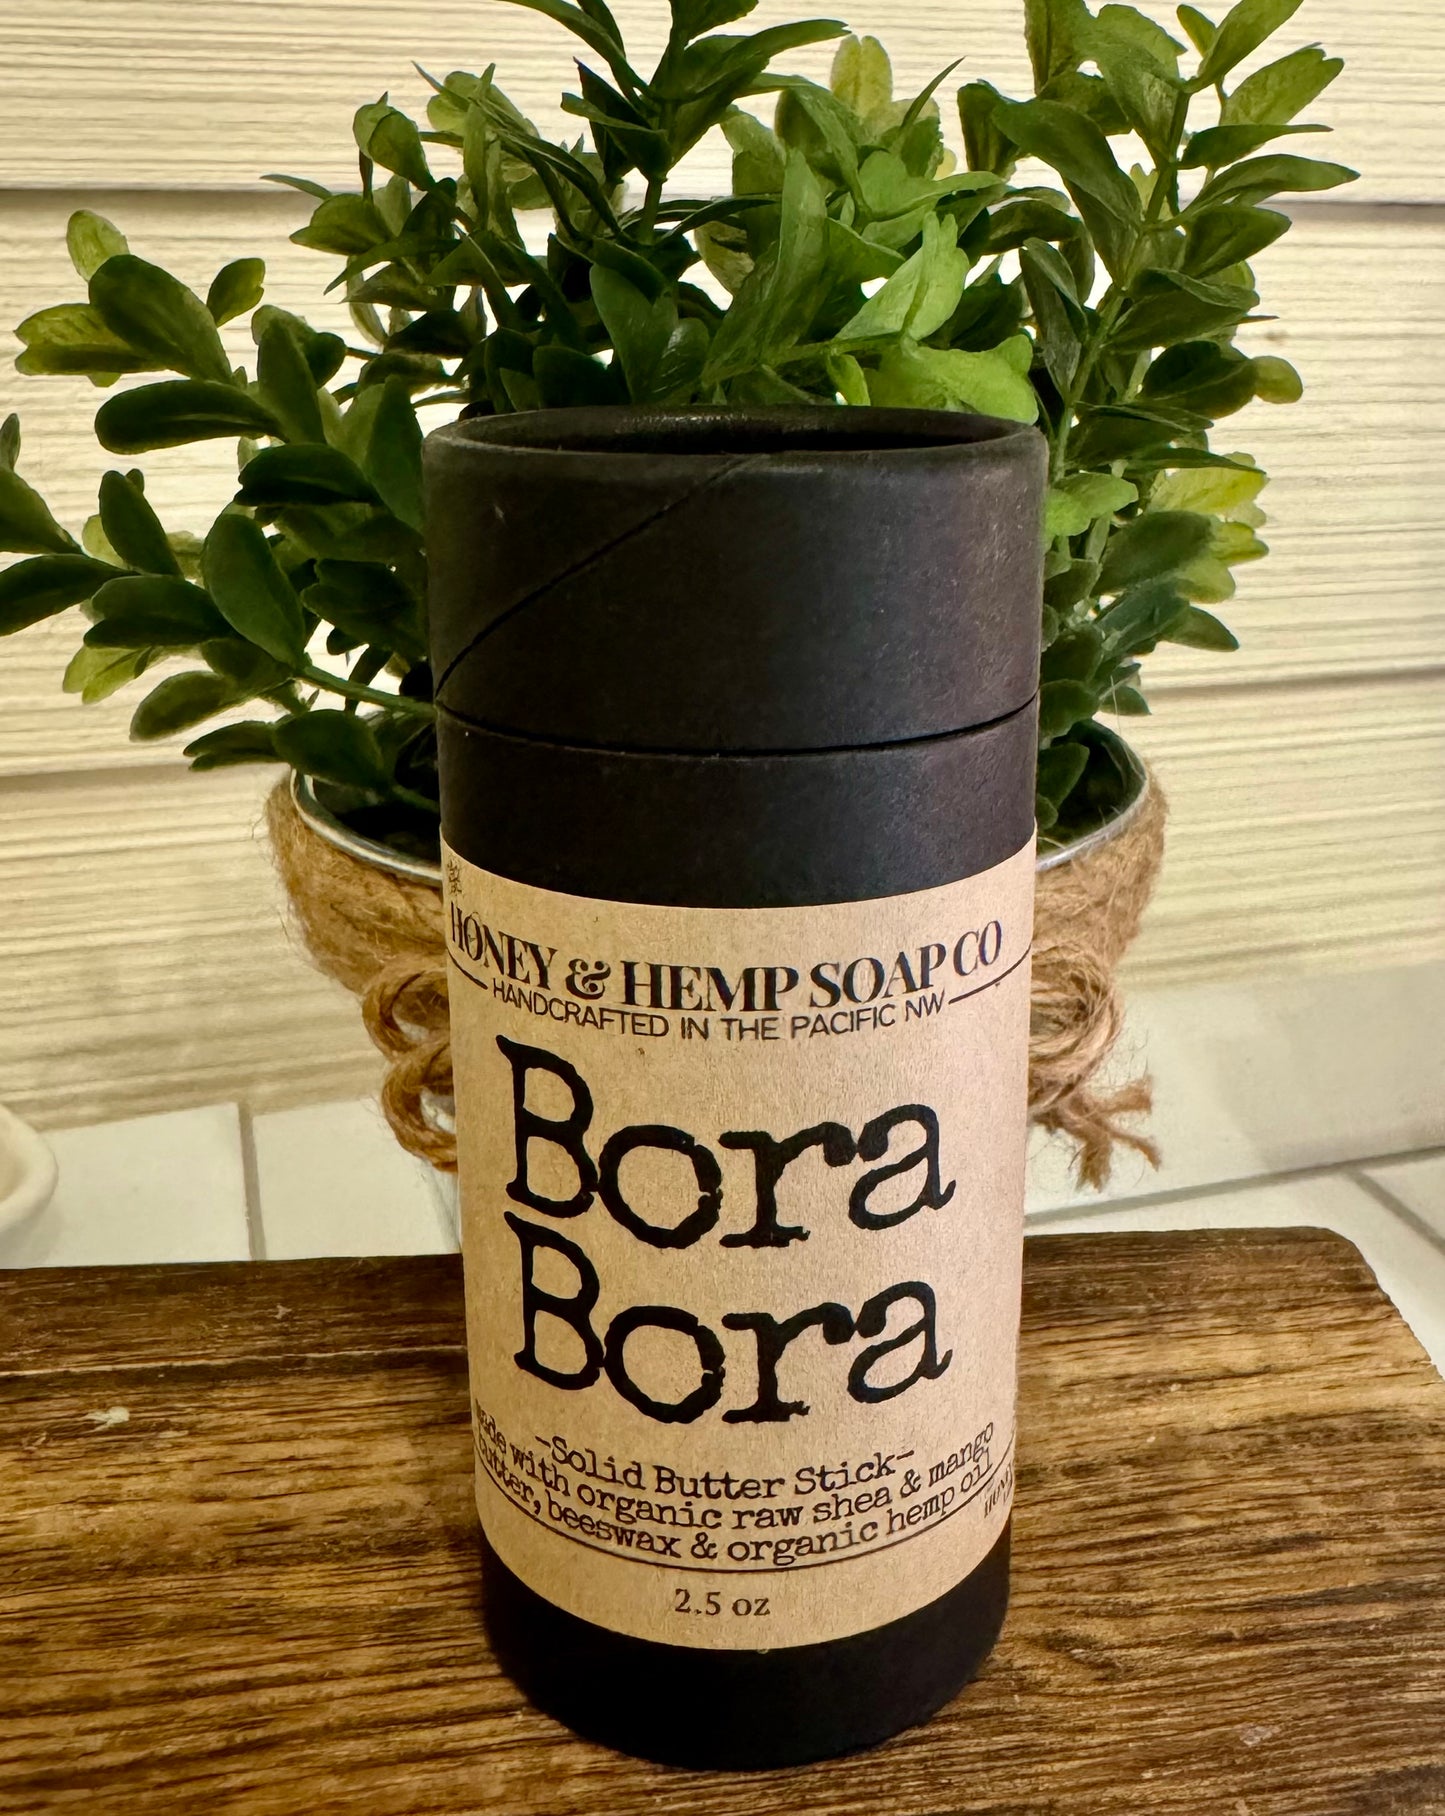 HONEY & HEMP SOAP CO
HANDCRAFTED IN THE PACIFIC NW
Bora
Bora
-Solid Butter Stick-
made with organic raw shea & mango
butter, beeswax & organic hemp oil
2.5 oz